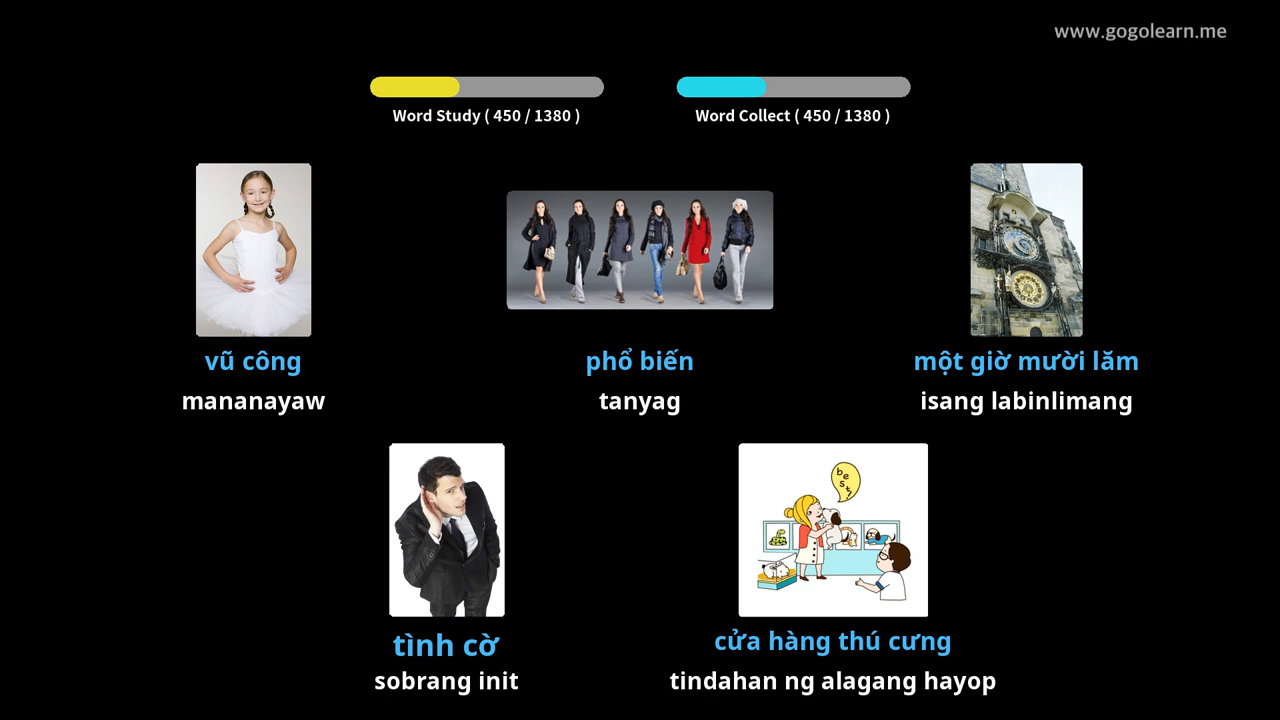 www.gogolearn.me
Word Study ( 450 / 1380 )
Word Collect ( 450 / 1380 )
vũ công
mananayaw
phổ biến
tanyag
một giờ mười lăm
isang labinlimang
tình cờ
sobrang init
best!
cửa hàng thú cưng
tindahan ng alagang hayop